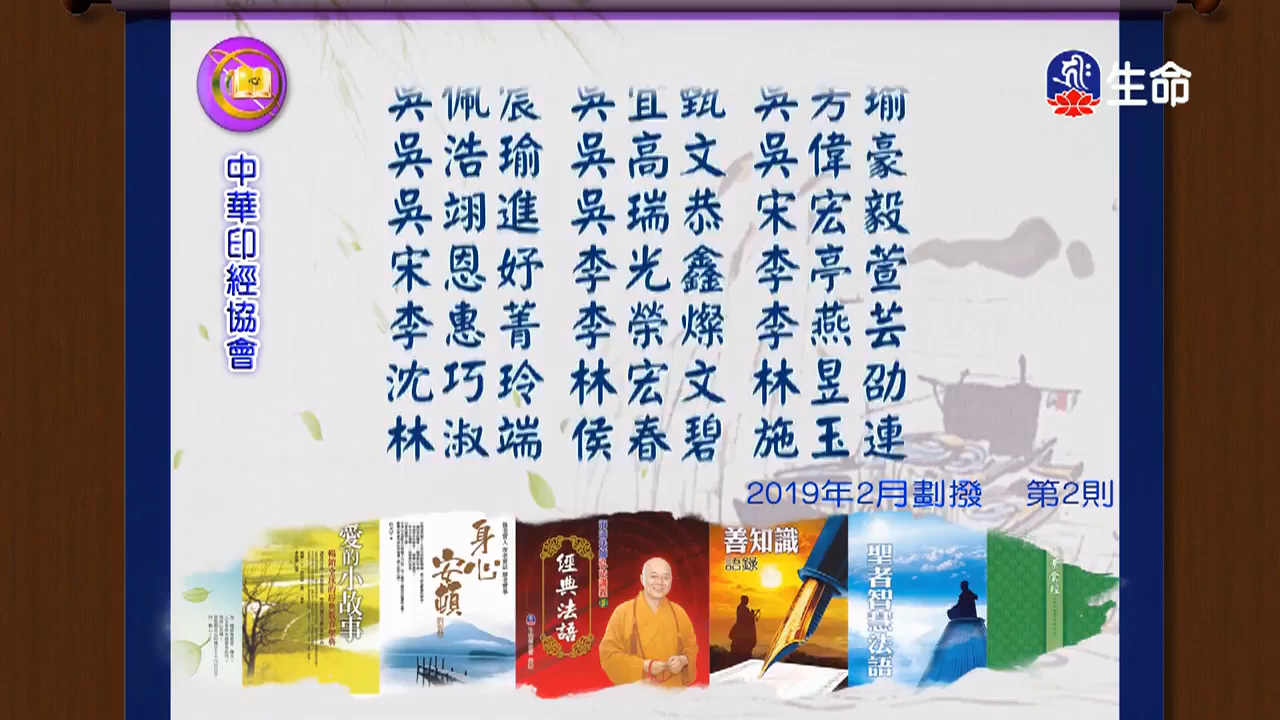 生命
中華印經協會
吳佩宸 吳宜甄 吳方瑜
吳浩瑜 吳高文 吳偉豪
吳翊進 吳瑞恭 宋宏毅
宋恩妤 李光鑫 李亭萱
李惠菁 李榮燦 李燕芸
沈巧玲 林宏文 林昱劭
林淑端 侯春碧 施玉連
2019年2月劃撥 第2則
愛的小故事
身心安頓
經典法語
善知識
語錄
聖者智慧法語